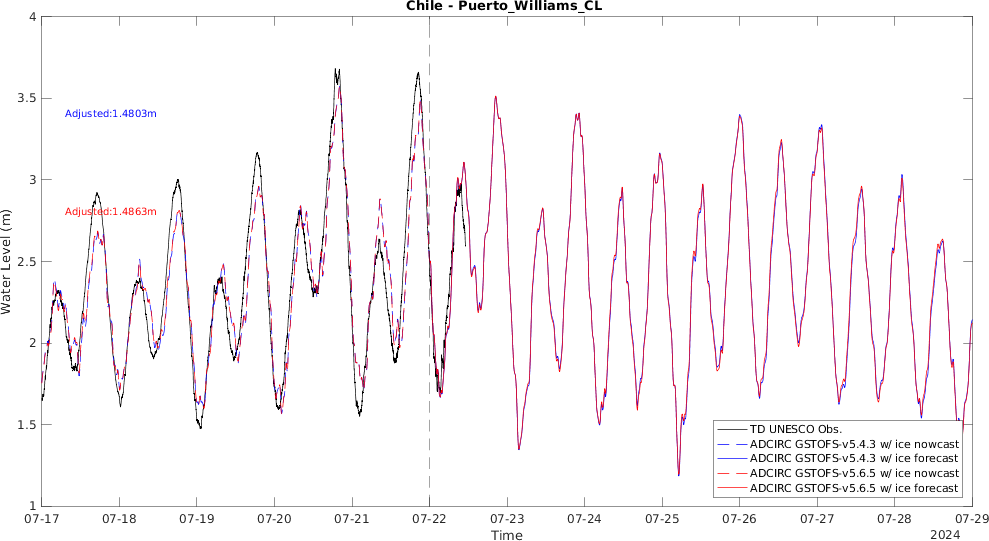 Chile - Puerto_Williams_CL
4
3.5
3
2.5
2
1.5
1
Water Level (m)
Adjusted:1.4803m
Adjusted:1.4863m
TD UNESCO Obs.
ADCIRC GSTOFS-v5.4.3 w/ ice nowcast
ADCIRC GSTOFS-v5.4.3 w/ ice forecast
ADCIRC GSTOFS-v5.6.5 w/ ice nowcast
ADCIRC GSTOFS-v5.6.5 w/ ice forecast
07-17 07-18 07-19 07-20 07-21 07-22 07-23 07-24 07-25 07-26 07-27 07-28 07-29
Time
2024